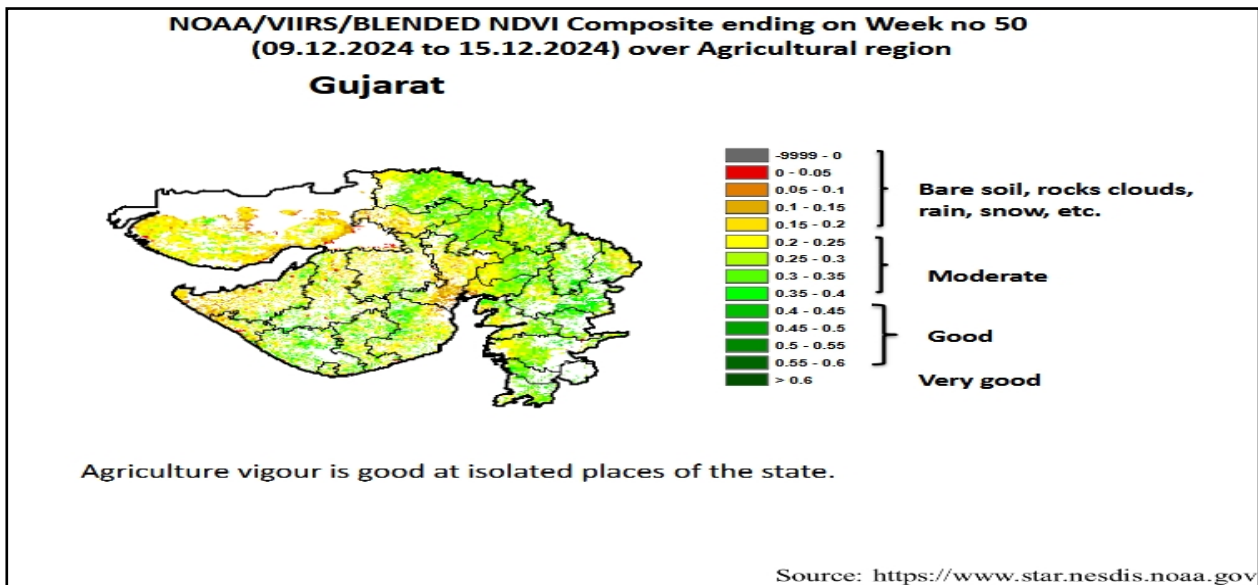 NOAA/VIIRS/BLENDED NDVI Composite ending on Week no 50
(09.12.2024 to 15.12.2024) over Agricultural region
Gujarat
-9999 - 0
0 - 0.05
0.05 - 0.1
0.1 - 0.15
0.15 - 0.2
0.2 - 0.25
0.25 - 0.3
0.3 - 0.35
0.35 - 0.4
0.4 - 0.45
0.45 - 0.5
0.5 - 0.55
0.55 - 0.6
> 0.6
Bare soil, rocks clouds,
rain, snow, etc.
Moderate
Good
Very good
Agriculture vigour is good at isolated places of the state.
Source: https://www.star.nesdis.noaa.gov